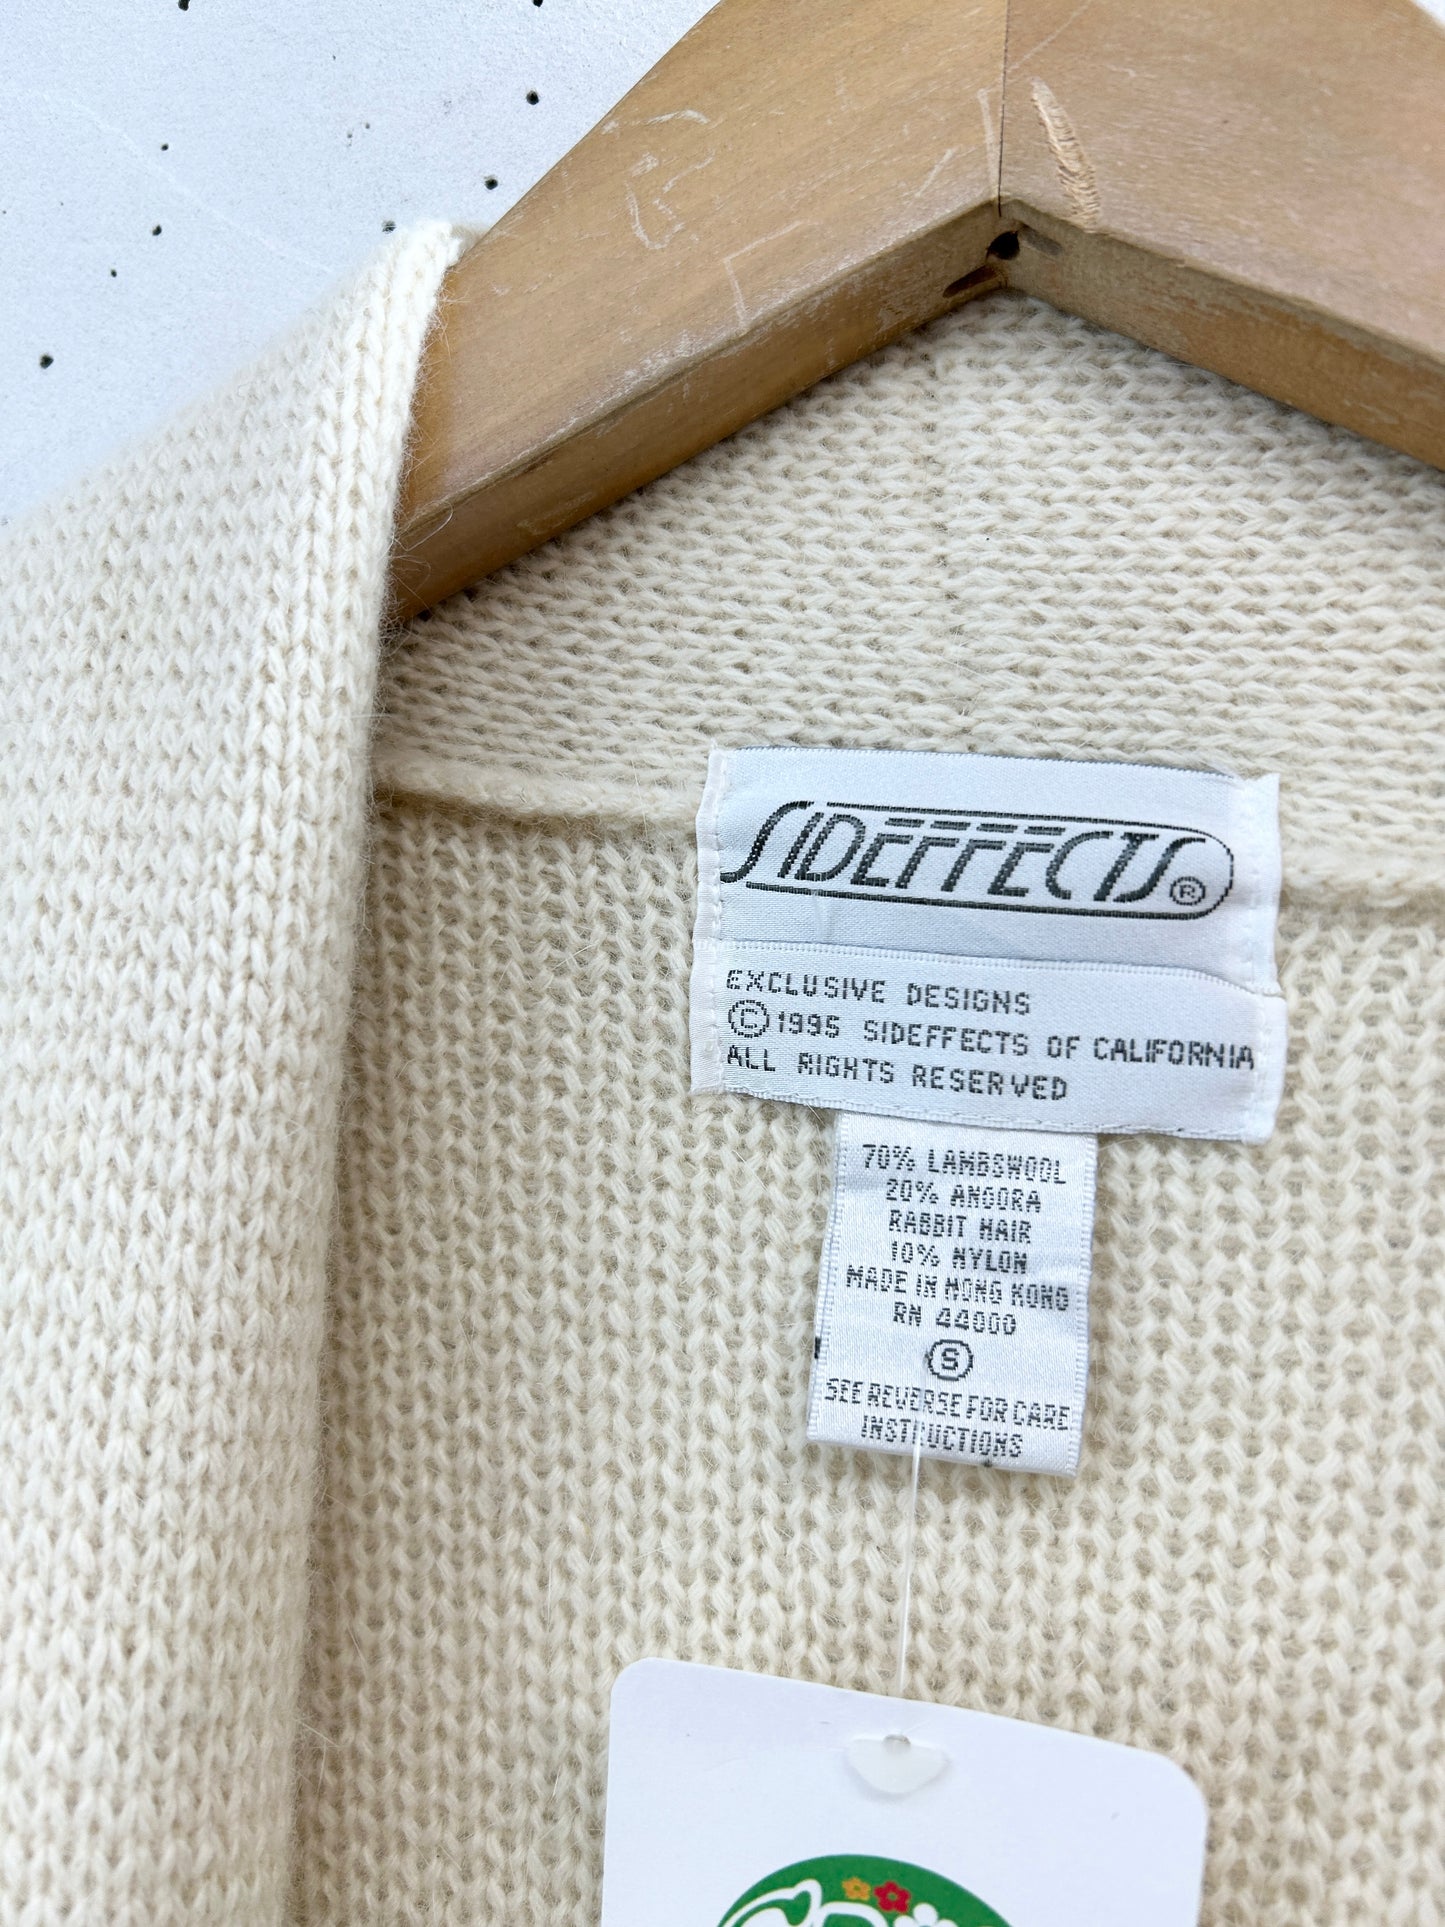 SIDEFFECTS®
EXCLUSIVE DESIGNS
©1995 SIDEFFECTS OF CALIFORNIA
ALL RIGHTS RESERVED
70% LAMBSWOOL
20% ANGORA
RABBIT HAIR
10% NYLON
MADE IN HONG KONG
RN 44000
S
SEE REVERSE FOR CARE
INSTRUCTIONS